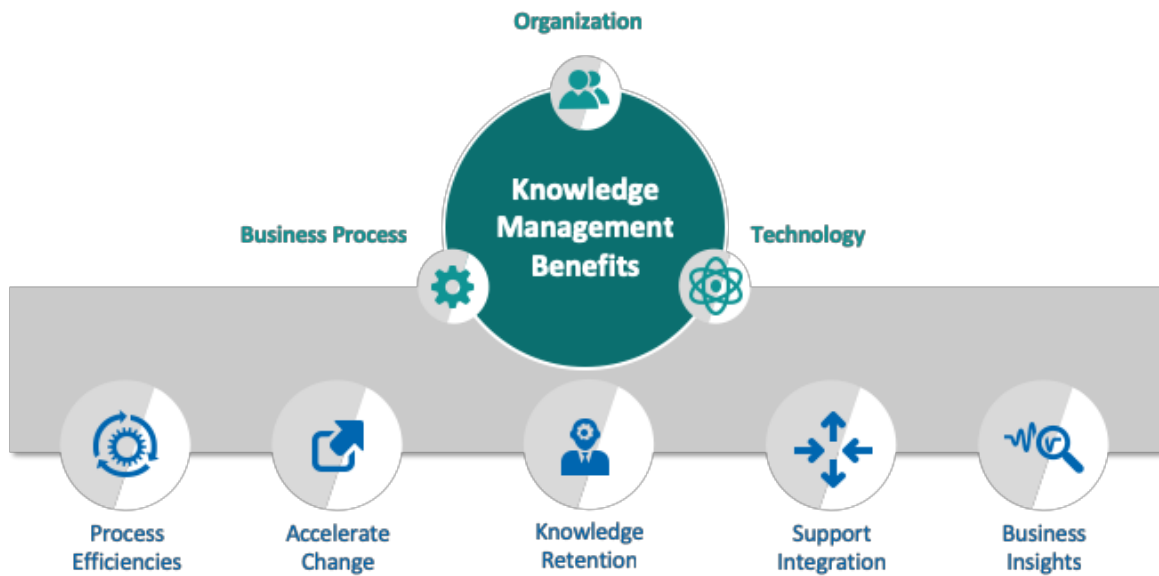 Organization
Knowledge
Management
Benefits
Business Process
Technology
Process
Efficiencies
Accelerate
Change
Knowledge
Retention
Support
Integration
Business
Insights